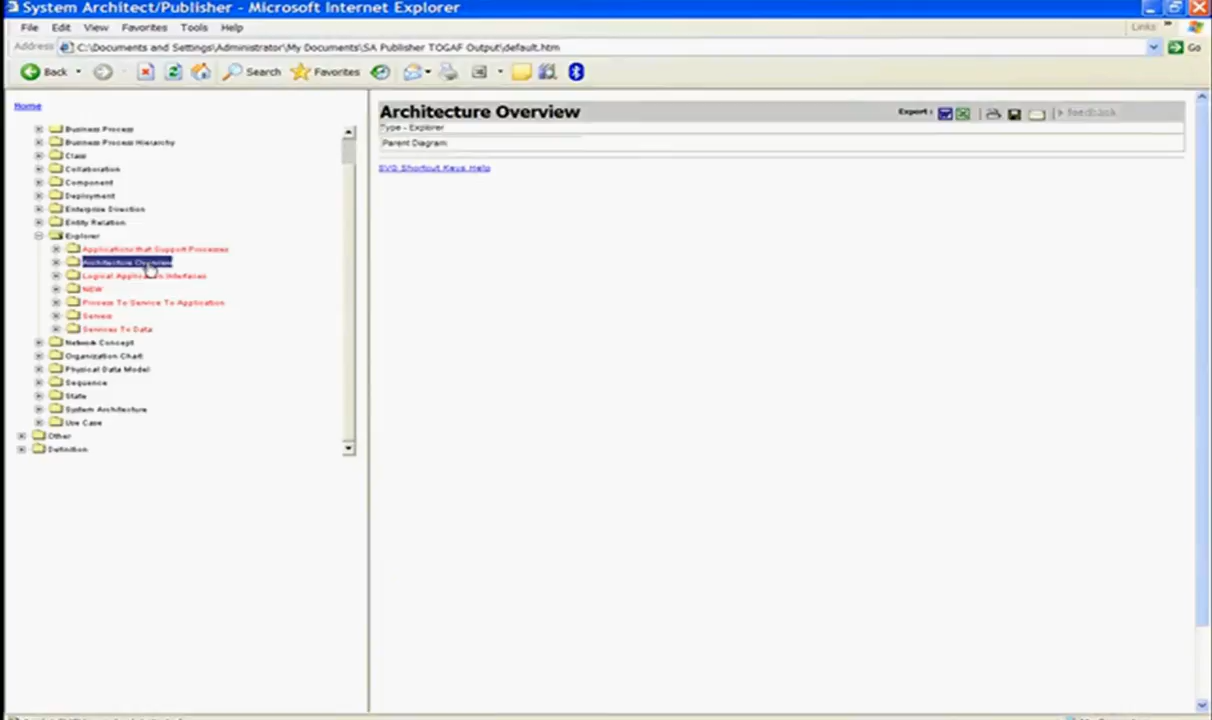 System Architect/Publisher - Microsoft Internet Explorer
File Edit View Favorites Tools Help
Links
Address C:\Documents and Settings\Administrator\My Documents\SA Publisher TOGAF Output\default.htm
Go
Back Search Favorites
Home
Business Process
Business Process Hierarchy
Class
Collaboration
Component
Deployment
Enterprise Direction
Entity Relation
Explorer
Applications that Support Processes
Architecture Overview
Logical Application Interfaces
NEW
Process To Service To Application
Services To Data
Network Concept
Organization Chart
Physical Data Model
Sequence
State
System Architecture
Use Case
Other
Definition
Architecture Overview
Export : feedback
Type - Explorer
Parent Diagram
SVG Shortcut Keys Help